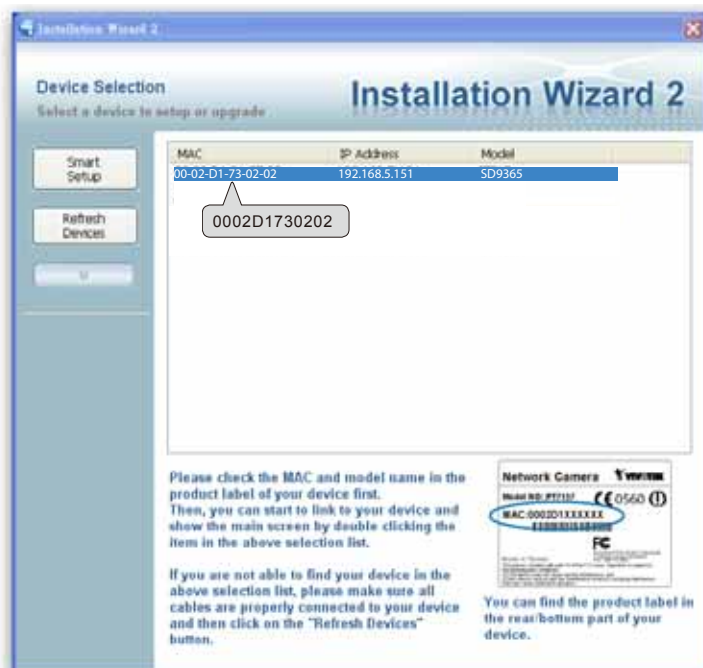 Installation Wizard 2
Device Selection
Select a device to setup or upgrade
Installation Wizard 2
Smart
Setup
Refresh
Devices
MAC IP Address Model
00-02-D1-73-02-02 192.168.5.151 SD9365
0002D1730202
Please check the MAC and model name in the
product label of your device first.
Then, you can start to link to your device and
show the main screen by double clicking the
item in the above selection list.
If you are not able to find your device in the
above selection list, please make sure all
cables are properly connected to your device
and then click on the "Refresh Devices"
button.
Network Camera VIVOTEK
Model NO: PT7137 CE 0560
MAC:0002D1XXXXXX
FC
You can find the product label in
the rear/bottom part of your
device.